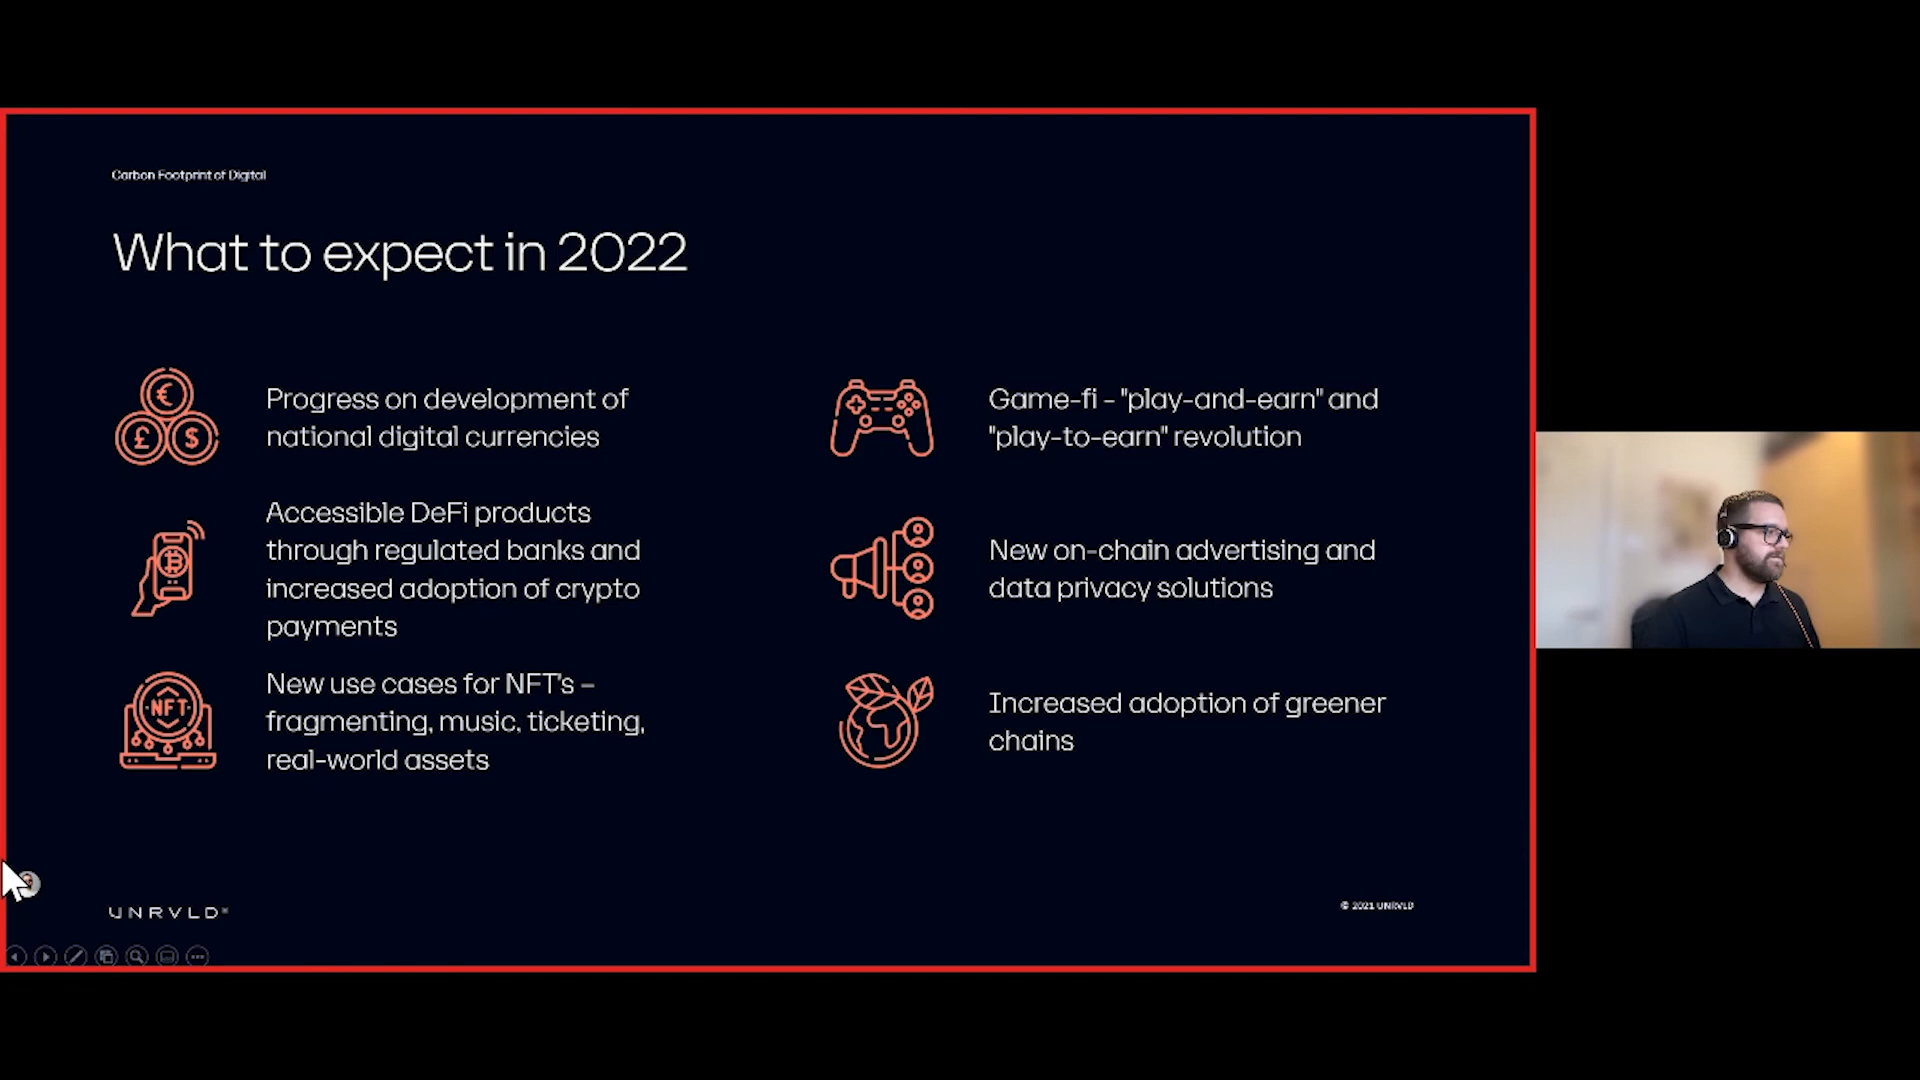 Carbon Footprint of Digital
What to expect in 2022
€
£
$
Progress on development of
national digital currencies
Accessible DeFi products
through regulated banks and
increased adoption of crypto
payments
NFT
New use cases for NFT's –
fragmenting, music, ticketing,
real-world assets
Game-fi - "play-and-earn" and
"play-to-earn" revolution
New on-chain advertising and
data privacy solutions
Increased adoption of greener
chains
UNRVLD
© 2021 UNRVLD